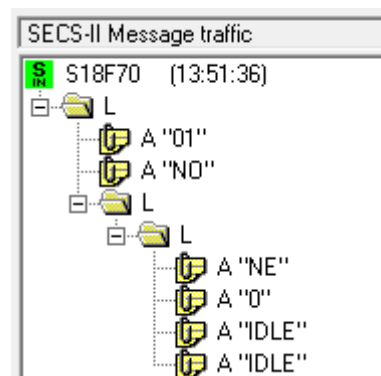 SECS-II Message traffic
S IN S18F70 (13:51:36)
L
A "01"
A "NO"
L
L
A "NE"
A "0"
A "IDLE"
A "IDLE"